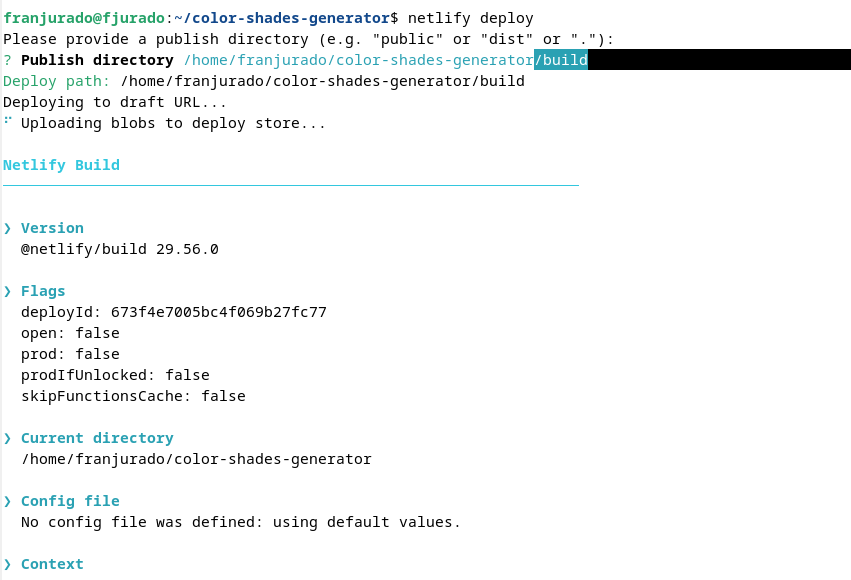 franjurado@fjurado:~/color-shades-generator$ netlify deploy
Please provide a publish directory (e.g. "public" or "dist" or "."):
? Publish directory /home/franjurado/color-shades-generator/build
Deploy path: /home/franjurado/color-shades-generator/build
Deploying to draft URL...
⠋ Uploading blobs to deploy store...
Netlify Build
────────────────────────────────────────────────────────────────
❯ Version
@netlify/build 29.56.0
❯ Flags
deployId: 673f4e7005bc4f069b27fc77
open: false
prod: false
prodIfUnlocked: false
skipFunctionsCache: false
❯ Current directory
/home/franjurado/color-shades-generator
❯ Config file
No config file was defined: using default values.
❯ Context